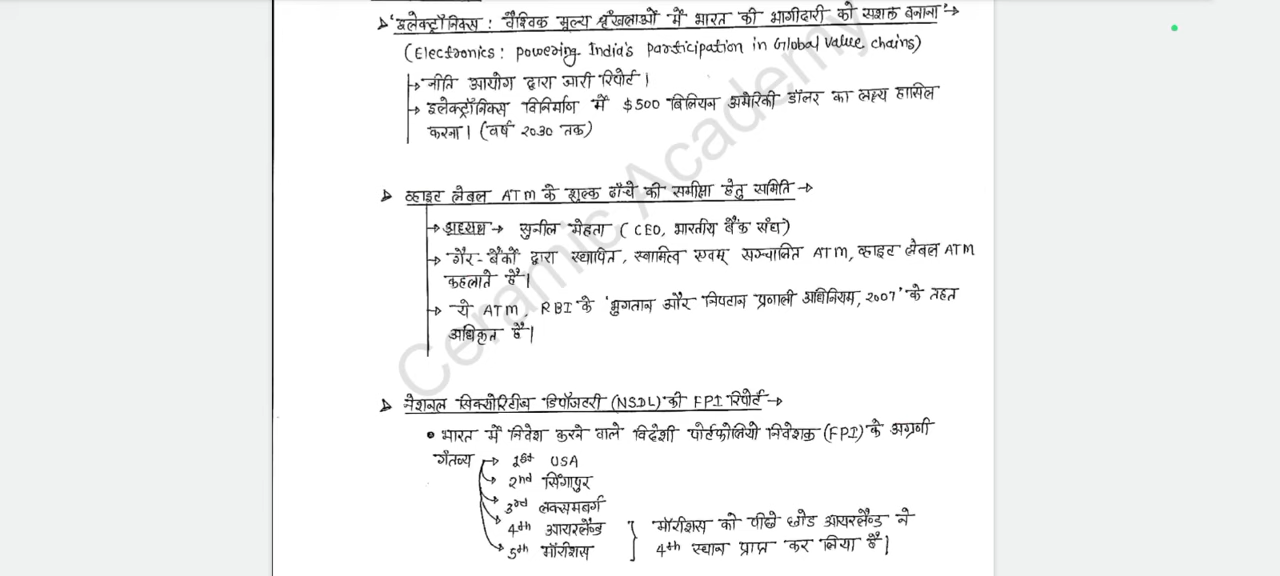 'इलेक्ट्रॉनिक्स : वैश्विक मूल्य श्रृंखलाओं में भारत की भागीदारी को सशक्त बनाना' →
(Electronics: powering India's participation in Global Value chains)
→ नीति आयोग द्वारा जारी रिपोर्ट।
→ इलेक्ट्रॉनिक्स विनिर्माण में $500 बिलियन अमेरिकी डॉलर का लक्ष्य हासिल
करना। (वर्ष 2030 तक)
व्हाइट लेबल ATM के शुल्क ढाँचे की समीक्षा हेतु समिति →
→ अध्यक्ष → सुनील मेहता (CEO, भारतीय बैंक संघ)
→ गैर-बैंकों द्वारा स्थापित, स्वामित्व एवम् सञ्चालित ATM, व्हाइट लेबल ATM
कहलाते हैं।
→ ये ATM, RBI के 'भुगतान और निपटान प्रणाली अधिनियम, 2007' के तहत
अधिकृत हैं।
नेशनल सिक्योरिटीज डिपॉजटरी (NSDL) की FPI रिपोर्ट →
• भारत में निवेश करने वाले विदेशी पोर्टफोलियो निवेशक (FPI) के अग्रणी
गंतव्य → 1st USA
2nd सिंगापुर
3rd लक्समबर्ग
4th आयरलैण्ड
5th मॉरीशस
मॉरीशस को पीछे छोड आयरलैण्ड ने
4th स्थान प्राप्त कर लिया है।
Ceramic Academy